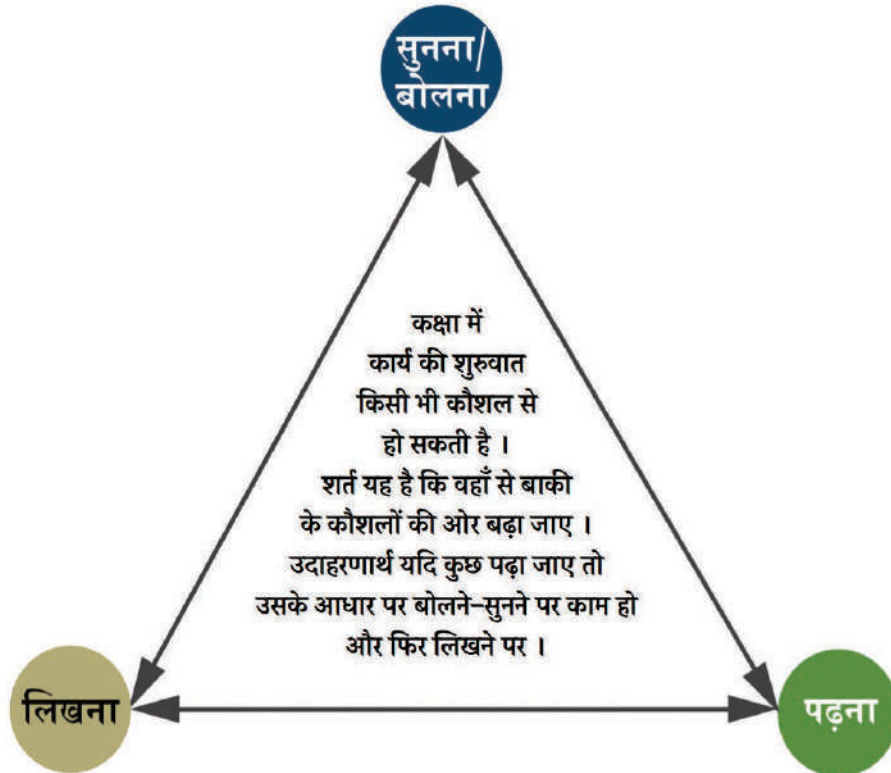 सुनना/
बोलना
कक्षा में
कार्य की शुरुवात
किसी भी कौशल से
हो सकती है ।
शर्त यह है कि वहाँ से बाकी
के कौशलों की ओर बढ़ा जाए ।
उदाहरणार्थ यदि कुछ पढ़ा जाए तो
उसके आधार पर बोलने-सुनने पर काम हो
और फिर लिखने पर ।
लिखना
पढ़ना